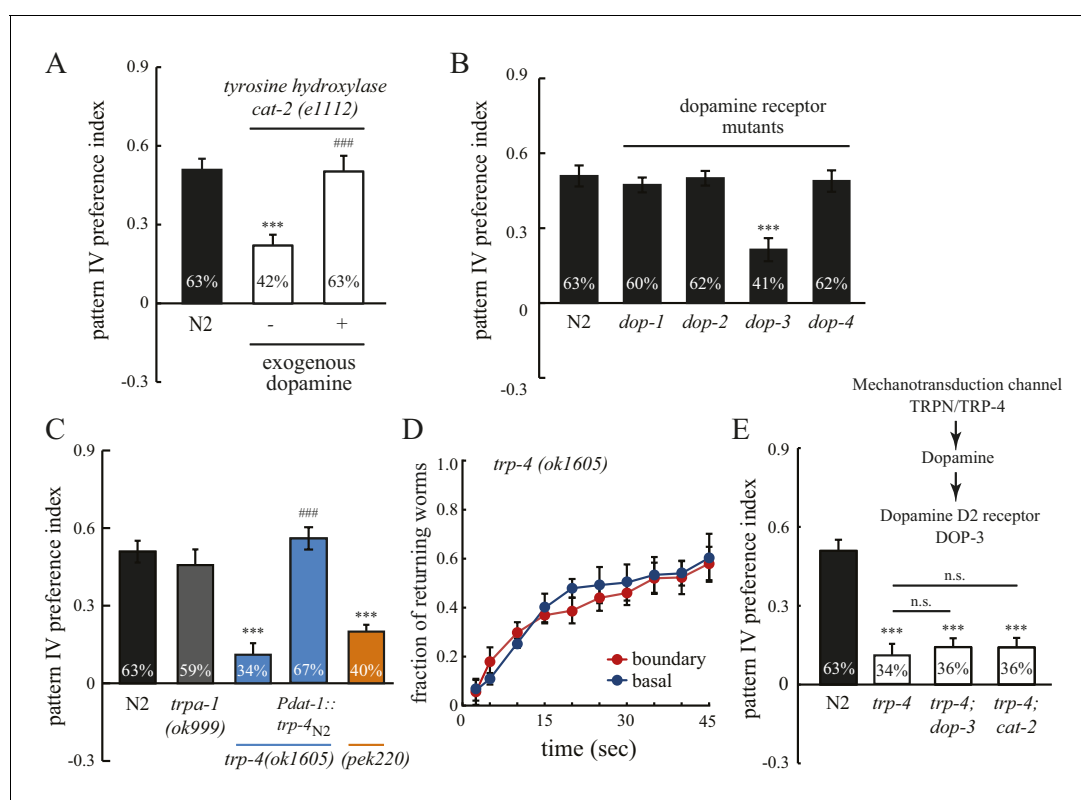 A
pattern IV preference index
0.9
0.6
0.3
0
-0.3
tyrosine hydroxylase
cat-2 (e1112)
***
###
63%
42%
63%
N2
-
+
exogenous
dopamine
B
pattern IV preference index
0.9
0.6
0.3
0
-0.3
dopamine receptor
mutants
***
63%
60%
62%
41%
62%
N2
dop-1
dop-2
dop-3
dop-4
C
pattern IV preference index
0.9
0.6
0.3
0
-0.3
***
###
***
63%
59%
34%
67%
40%
N2
trpa-1
(ok999)
Pdat-1::
trp-4N2
trp-4(ok1605)
(pek220)
D
trp-4 (ok1605)
fraction of returning worms
1.0
0.8
0.6
0.4
0.2
0
boundary
basal
0
15
30
45
time (sec)
E
Mechanotransduction channel
TRPN/TRP-4
Dopamine
Dopamine D2 receptor
DOP-3
pattern IV preference index
0.9
0.6
0.3
0
-0.3
n.s.
n.s.
***
***
***
63%
34%
36%
36%
N2
trp-4
trp-4;
dop-3
trp-4;
cat-2